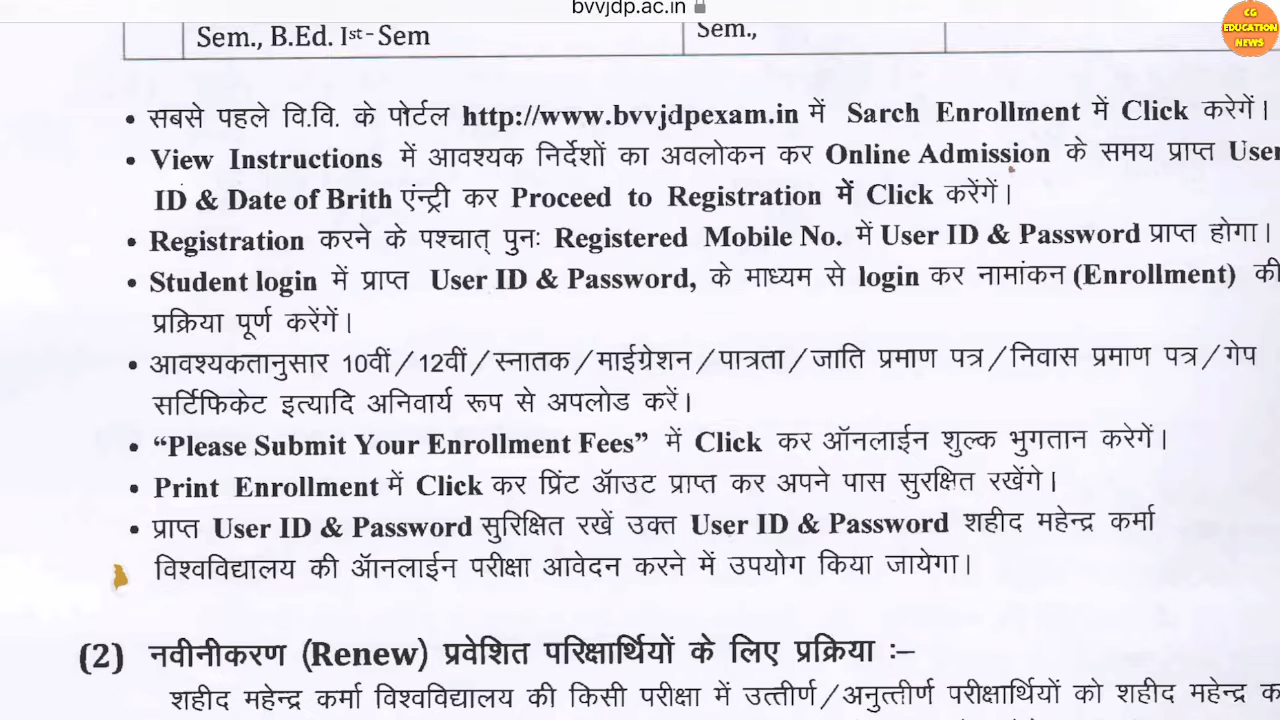 bvvjdp.ac.in
CG
EDUCATION
NEWS
Sem., B.Ed. Ist-Sem
Sem.,
• सबसे पहले वि.वि. के पोर्टल http://www.bvvjdpexam.in में Sarch Enrollment में Click करेगें।
• View Instructions में आवश्यक निर्देशों का अवलोकन कर Online Admission के समय प्राप्त User
ID & Date of Brith एंन्ट्री कर Proceed to Registration में Click करेंगें।
• Registration करने के पश्चात् पुनः Registered Mobile No. में User ID & Password प्राप्त होगा।
• Student login में प्राप्त User ID & Password, के माध्यम से login कर नामांकन (Enrollment) की
प्रक्रिया पूर्ण करेंगें।
• आवश्यकतानुसार 10वीं/12वीं/स्नातक/माईग्रेशन/पात्रता/जाति प्रमाण पत्र/निवास प्रमाण पत्र/गेप
सर्टिफिकेट इत्यादि अनिवार्य रूप से अपलोड करें।
• “Please Submit Your Enrollment Fees” में Click कर ऑनलाईन शुल्क भुगतान करेगें।
• Print Enrollment में Click कर प्रिंट ऑउट प्राप्त कर अपने पास सुरक्षित रखेंगे।
• प्राप्त User ID & Password सुरिक्षित रखें उक्त User ID & Password शहीद महेन्द्र कर्मा
विश्वविद्यालय की ऑनलाईन परीक्षा आवेदन करने में उपयोग किया जायेगा।
(2) नवीनीकरण (Renew) प्रवेशित परिक्षार्थियों के लिए प्रक्रिया :–
शहीद महेन्द्र कर्मा विश्वविद्यालय की किसी परीक्षा में उत्तीर्ण/अनुत्तीर्ण परीक्षार्थियों को शहीद महेन्द्र